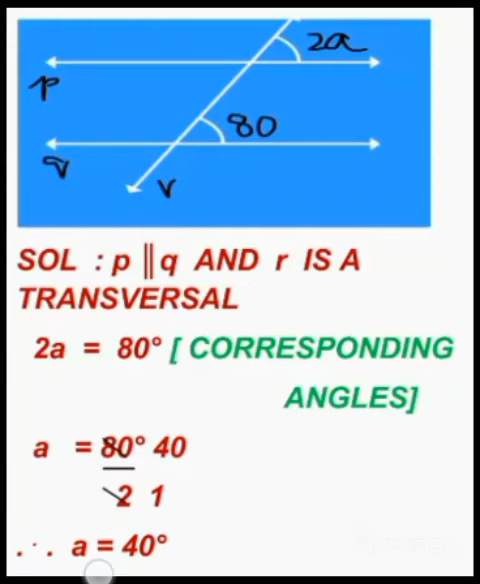 2a
p
80
q
r
SOL : p ∥ q AND r IS A
TRANSVERSAL
2a = 80° [ CORRESPONDING
ANGLES]
a = 80° 40
2 1
∴ a = 40°